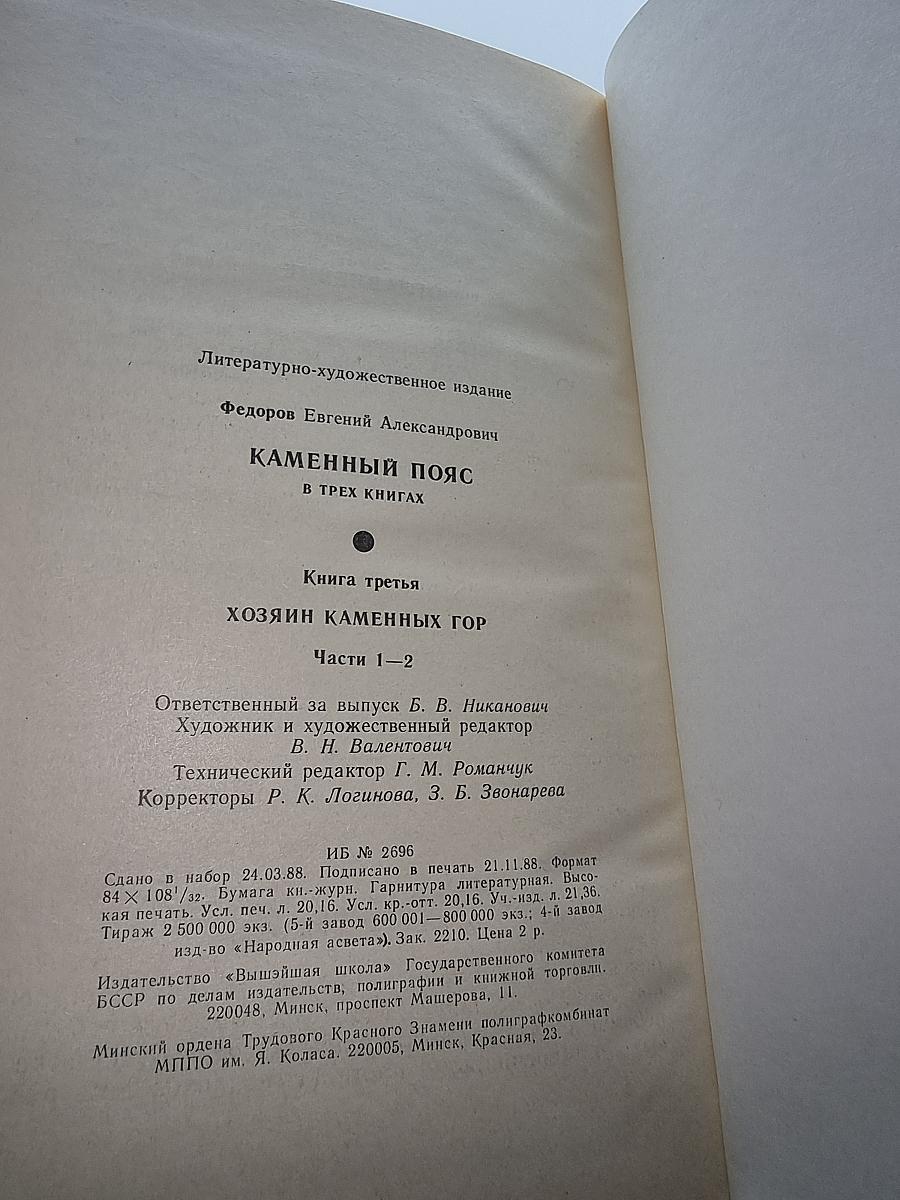 Литературно-художественное издание
Федоров Евгений Александрович
КАМЕННЫЙ ПОЯС
В ТРЕХ КНИГАХ
Книга третья
ХОЗЯИН КАМЕННЫХ ГОР
Части 1—2
Ответственный за выпуск Б. В. Никанович
Художник и художественный редактор
В. Н. Валентович
Технический редактор Г. М. Романчук
Корректоры Р. К. Логинова, З. Б. Звонарева
ИБ № 2696
Сдано в набор 24.03.88. Подписано в печать 21.11.88. Формат
84 × 108 1/32. Бумага кн.-журн. Гарнитура литературная. Высо-
кая печать. Усл. печ. л. 20,16. Усл. кр.-отт. 20,16. Уч.-изд. л. 21,36.
Тираж 2 500 000 экз. (5-й завод 600 001—800 000 экз.; 4-й завод
изд-во «Народная асвета»). Зак. 2210. Цена 2 р.
Издательство «Вышэйшая школа» Государственного комитета
БССР по делам издательств, полиграфии и книжной торговли.
220048, Минск, проспект Машерова, 11.
Минский ордена Трудового Красного Знамени полиграфкомбинат
МППО им. Я. Коласа. 220005, Минск, Красная, 23.